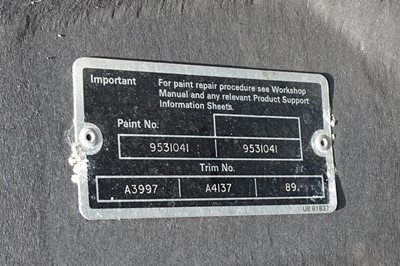 Important
For paint repair procedure see Workshop
Manual and any relevant Product Support
Information Sheets.
Paint No.
9531041 9531041
Trim No.
A3997 A4137 89
UB 81837